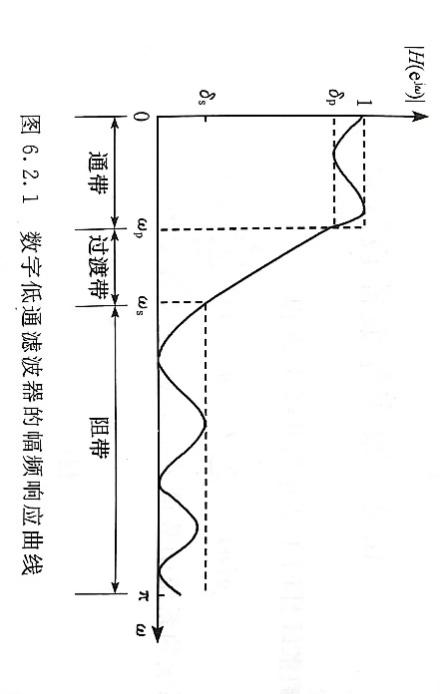 |H(e^jω)|
1
δp
δs
0 ωp ωs π ω
通带 过渡带 阻带
图 6.2.1 数字低通滤波器的幅频响应曲线